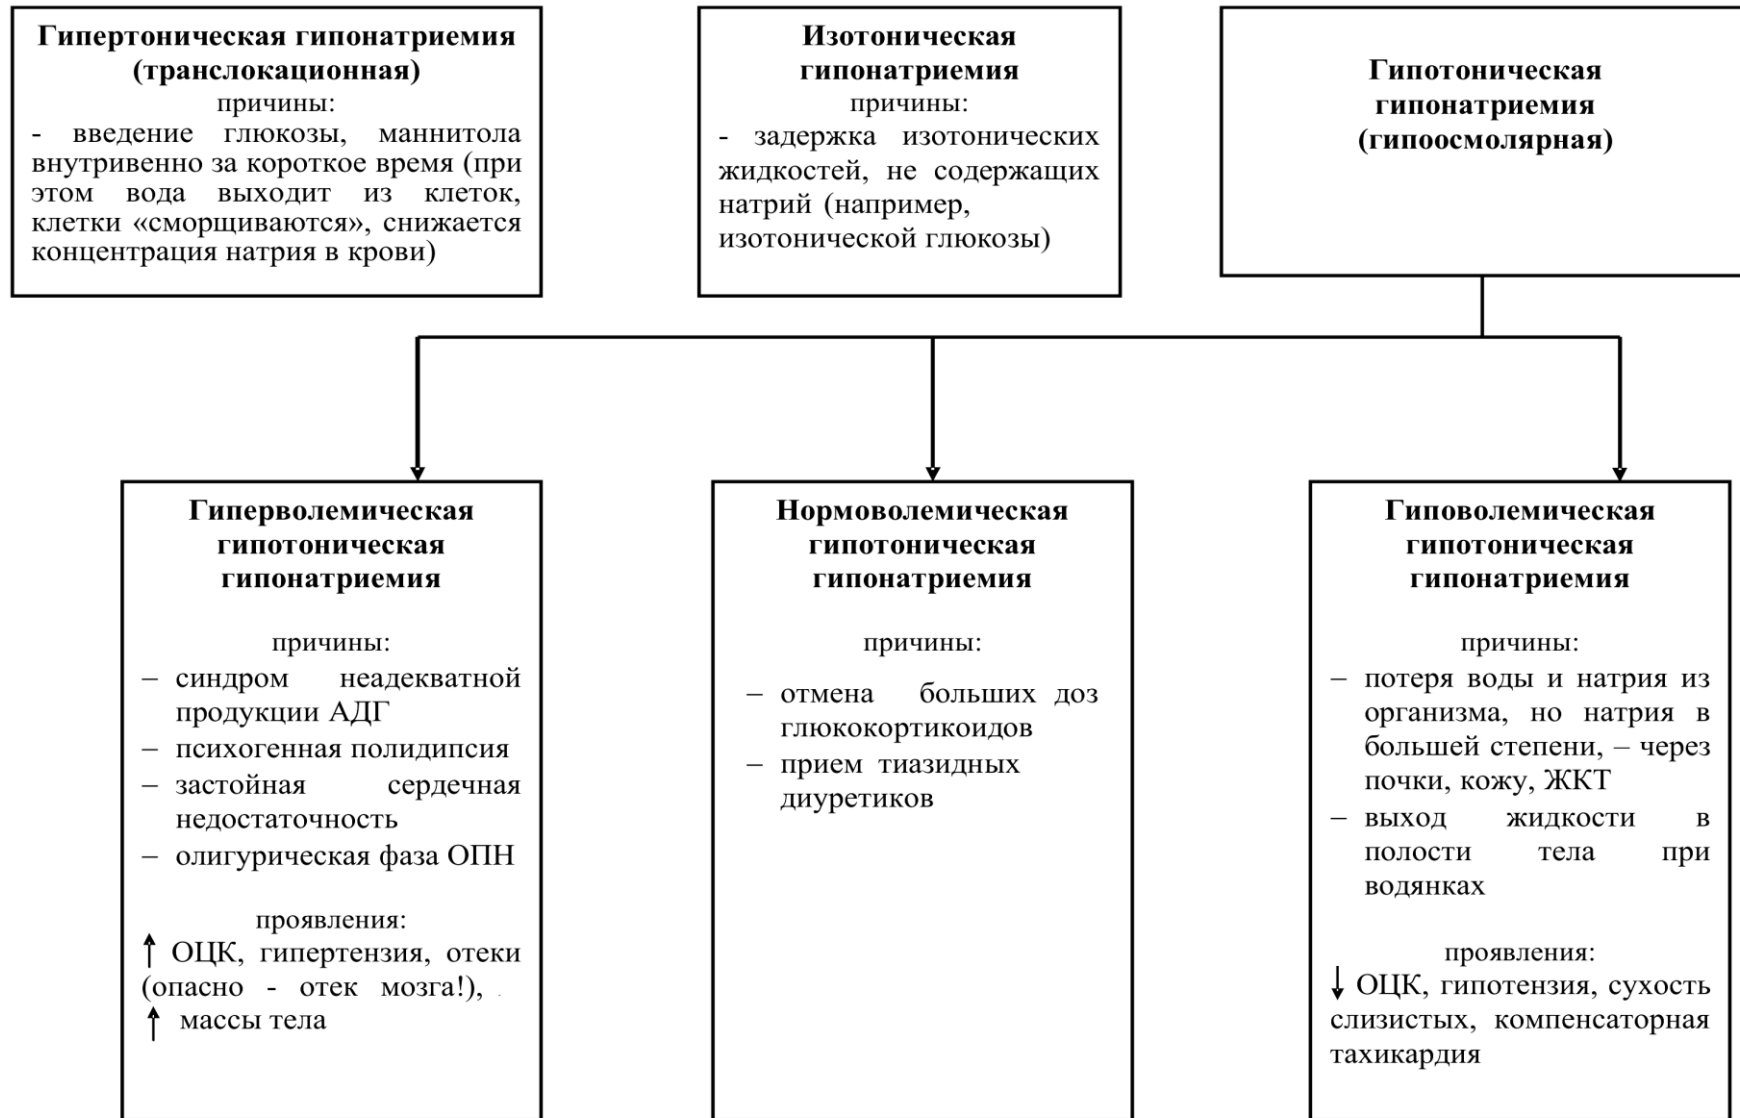 Гипертоническая гипонатриемия
(транслокационная)
причины:
- введение глюкозы, маннитола
внутривенно за короткое время (при
этом вода выходит из клеток,
клетки «сморщиваются», снижается
концентрация натрия в крови)
Изотоническая
гипонатриемия
причины:
- задержка изотонических
жидкостей, не содержащих
натрий (например,
изотонической глюкозы)
Гипотоническая
гипонатриемия
(гипоосмолярная)
Гиперволемическая
гипотоническая
гипонатриемия
причины:
– синдром неадекватной
продукции АДГ
– психогенная полидипсия
– застойная сердечная
недостаточность
– олигурическая фаза ОПН
проявления:
↑ ОЦК, гипертензия, отеки
(опасно - отек мозга!),
↑ массы тела
Нормоволемическая
гипотоническая
гипонатриемия
причины:
– отмена больших доз
глюкокортикоидов
– прием тиазидных
диуретиков
Гиповолемическая
гипотоническая
гипонатриемия
причины:
– потеря воды и натрия из
организма, но натрия в
большей степени, – через
почки, кожу, ЖКТ
– выход жидкости в
полости тела при
водянках
проявления:
↓ ОЦК, гипотензия, сухость
слизистых, компенсаторная
тахикардия